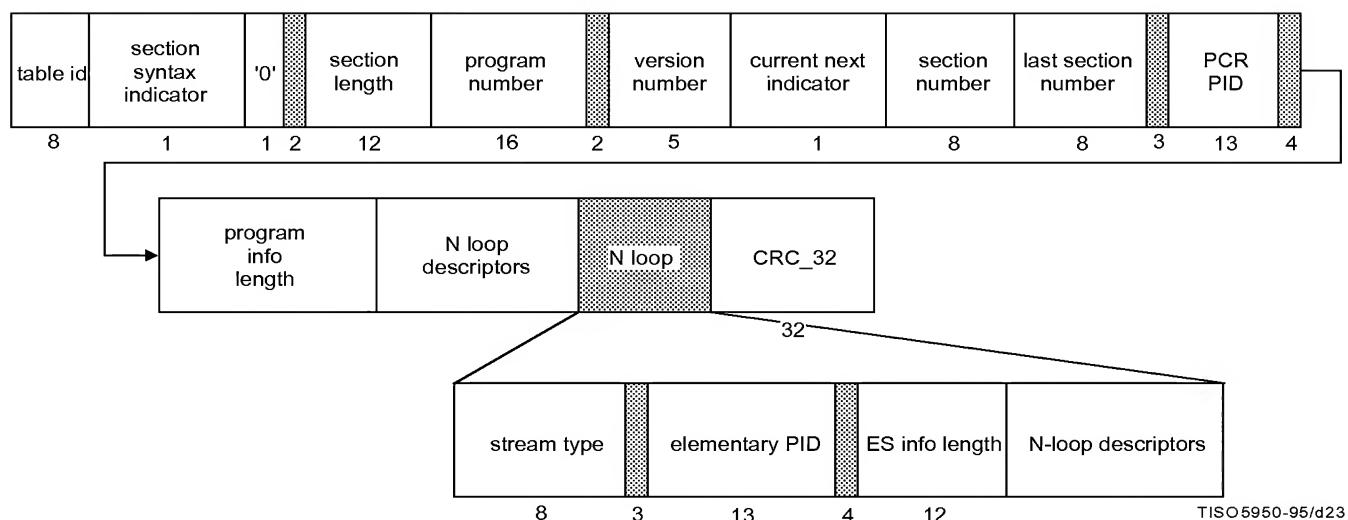 table id
section
syntax
indicator
'0'
section
length
program
number
version
number
current next
indicator
section
number
last section
number
PCR
PID
8
1
1
2
12
16
2
5
1
8
8
3
13
4
program
info
length
N loop
descriptors
N loop
CRC_32
32
stream type
elementary PID
ES info length
N-loop descriptors
8
3
13
4
12
TISO5950-95/d23